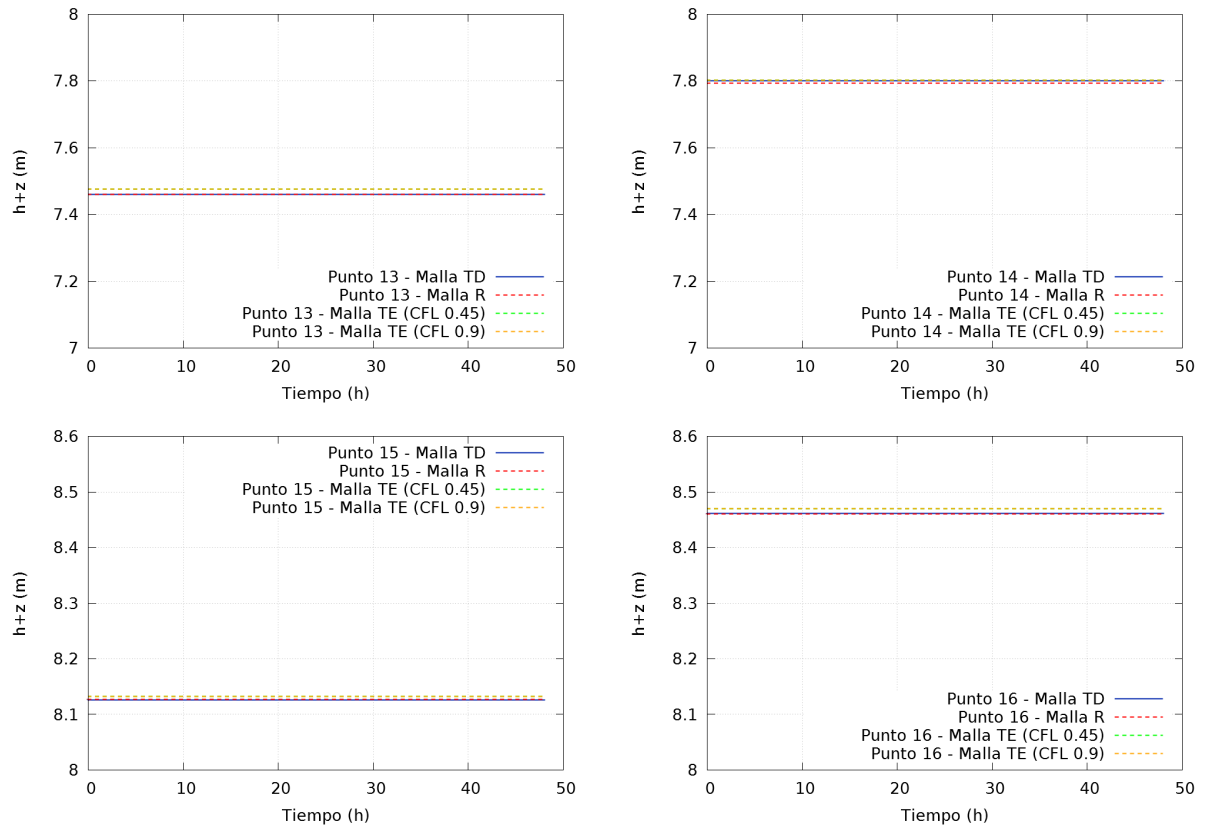 8
7.8
7.6
7.4
7.2
7
h+z (m)
Punto 13 - Malla TD
Punto 13 - Malla R
Punto 13 - Malla TE (CFL 0.45)
Punto 13 - Malla TE (CFL 0.9)
0 10 20 30 40 50
Tiempo (h)
8
7.8
7.6
7.4
7.2
7
h+z (m)
Punto 14 - Malla TD
Punto 14 - Malla R
Punto 14 - Malla TE (CFL 0.45)
Punto 14 - Malla TE (CFL 0.9)
0 10 20 30 40 50
Tiempo (h)
8.6
8.5
8.4
8.3
8.2
8.1
8
h+z (m)
Punto 15 - Malla TD
Punto 15 - Malla R
Punto 15 - Malla TE (CFL 0.45)
Punto 15 - Malla TE (CFL 0.9)
0 10 20 30 40 50
Tiempo (h)
8.6
8.5
8.4
8.3
8.2
8.1
8
h+z (m)
Punto 16 - Malla TD
Punto 16 - Malla R
Punto 16 - Malla TE (CFL 0.45)
Punto 16 - Malla TE (CFL 0.9)
0 10 20 30 40 50
Tiempo (h)